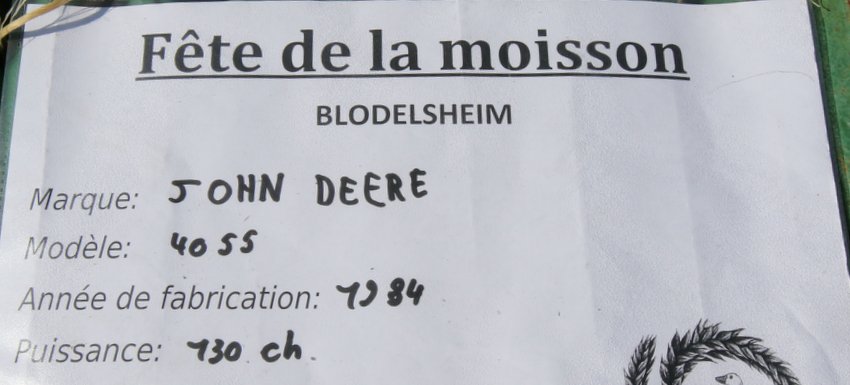 Fête de la moisson
BLODELSHEIM
Marque: JOHN DEERE
Modèle: 4055
Année de fabrication: 1984
Puissance: 130 ch.